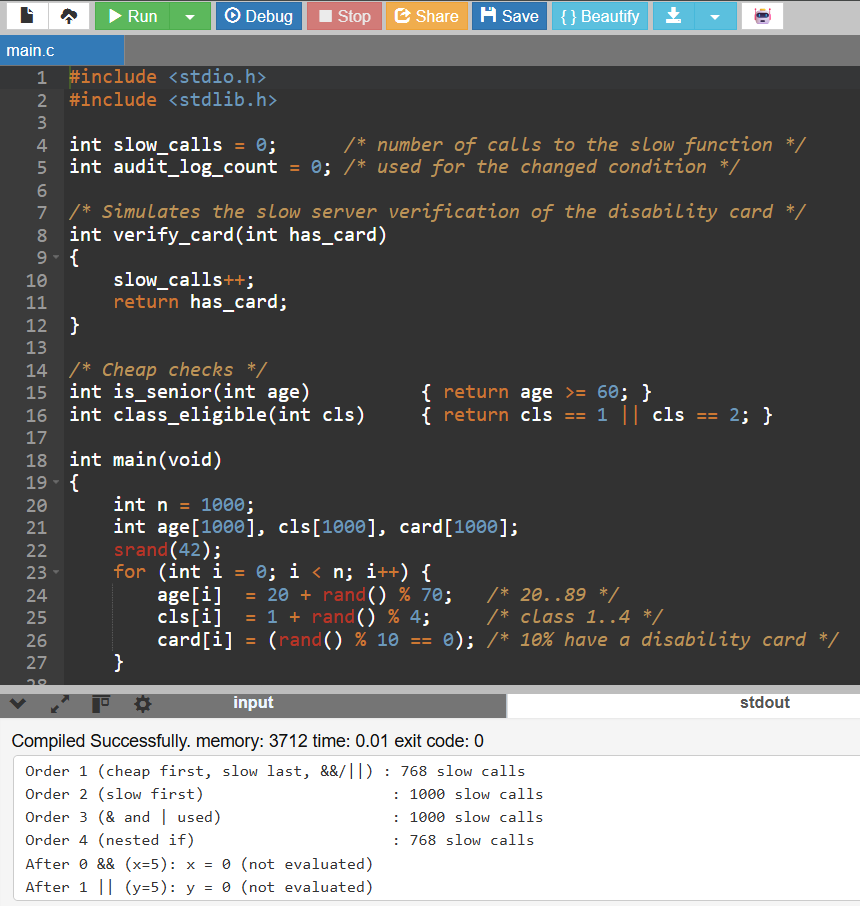 Run Debug Stop Share Save { } Beautify
main.c
1 #include <stdio.h>
2 #include <stdlib.h>
3
4 int slow_calls = 0;      /* number of calls to the slow function */
5 int audit_log_count = 0; /* used for the changed condition */
6
7 /* Simulates the slow server verification of the disability card */
8 int verify_card(int has_card)
9 {
10     slow_calls++;
11     return has_card;
12 }
13
14 /* Cheap checks */
15 int is_senior(int age)          { return age >= 60; }
16 int class_eligible(int cls)     { return cls == 1 || cls == 2; }
17
18 int main(void)
19 {
20     int n = 1000;
21     int age[1000], cls[1000], card[1000];
22     srand(42);
23     for (int i = 0; i < n; i++) {
24         age[i]  = 20 + rand() % 70;   /* 20..89 */
25         cls[i]  = 1 + rand() % 4;     /* class 1..4 */
26         card[i] = (rand() % 10 == 0); /* 10% have a disability card */
27     }
28
input stdout
Compiled Successfully. memory: 3712 time: 0.01 exit code: 0
Order 1 (cheap first, slow last, &&/||) : 768 slow calls
Order 2 (slow first)                     : 1000 slow calls
Order 3 (& and | used)                   : 1000 slow calls
Order 4 (nested if)                      : 768 slow calls
After 0 && (x=5): x = 0 (not evaluated)
After 1 || (y=5): y = 0 (not evaluated)